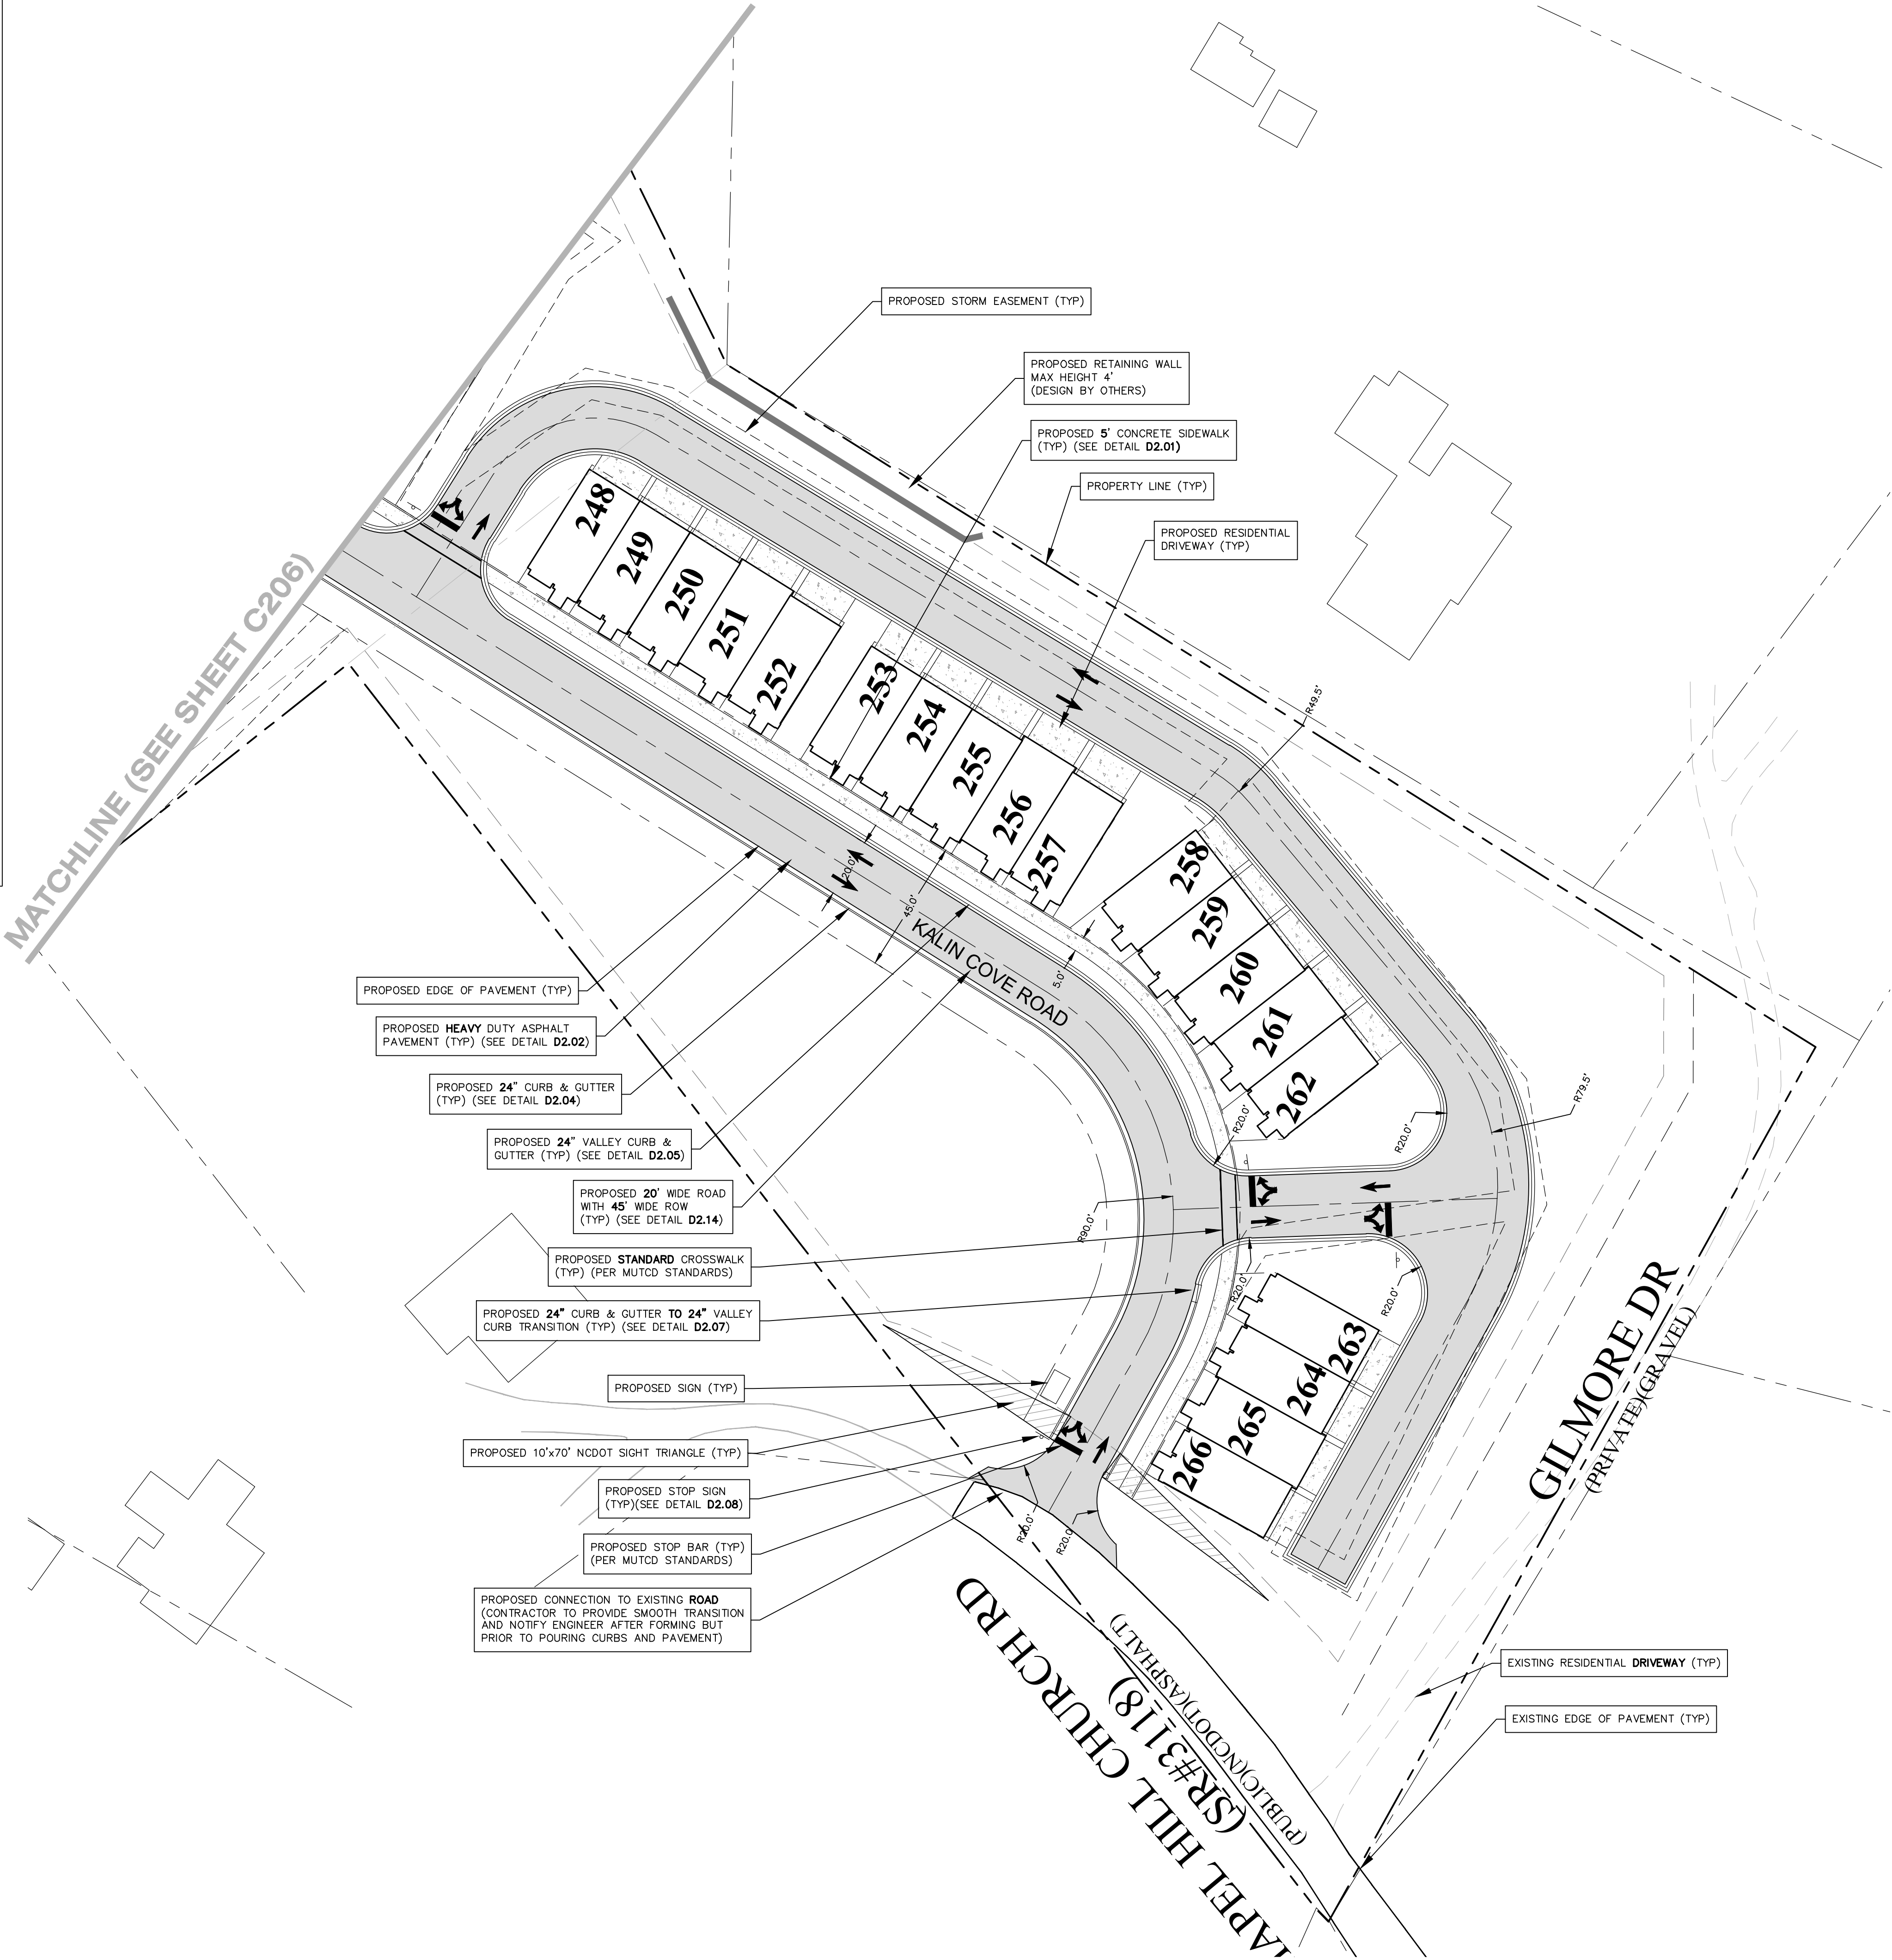 PROPOSED STORM EASEMENT (TYP)
PROPOSED RETAINING WALL
MAX HEIGHT 4'
(DESIGN BY OTHERS)
PROPOSED 5' CONCRETE SIDEWALK
(TYP) (SEE DETAIL D2.01)
PROPERTY LINE (TYP)
PROPOSED RESIDENTIAL
DRIVEWAY (TYP)
MATCHLINE (SEE SHEET C206)
248
249
250
251
252
253
254
255
256
257
258
259
260
261
262
263
264
265
266
R49.5'
20.0'
45.0'
5.0'
KALIN COVE ROAD
R79.5'
R20.0'
R20.0'
R90.0'
R20.0'
R20.0'
R20.0'
R20.0
PROPOSED EDGE OF PAVEMENT (TYP)
PROPOSED HEAVY DUTY ASPHALT
PAVEMENT (TYP) (SEE DETAIL D2.02)
PROPOSED 24" CURB & GUTTER
(TYP) (SEE DETAIL D2.04)
PROPOSED 24" VALLEY CURB &
GUTTER (TYP) (SEE DETAIL D2.05)
PROPOSED 20' WIDE ROAD
WITH 45' WIDE ROW
(TYP) (SEE DETAIL D2.14)
PROPOSED STANDARD CROSSWALK
(TYP) (PER MUTCD STANDARDS)
PROPOSED 24" CURB & GUTTER TO 24" VALLEY
CURB TRANSITION (TYP) (SEE DETAIL D2.07)
PROPOSED SIGN (TYP)
PROPOSED 10'x70' NCDOT SIGHT TRIANGLE (TYP)
PROPOSED STOP SIGN
(TYP)(SEE DETAIL D2.08)
PROPOSED STOP BAR (TYP)
(PER MUTCD STANDARDS)
PROPOSED CONNECTION TO EXISTING ROAD
(CONTRACTOR TO PROVIDE SMOOTH TRANSITION
AND NOTIFY ENGINEER AFTER FORMING BUT
PRIOR TO POURING CURBS AND PAVEMENT)
GILMORE DR
(PRIVATE)(GRAVEL)
EXISTING RESIDENTIAL DRIVEWAY (TYP)
EXISTING EDGE OF PAVEMENT (TYP)
APEL HILL CHURCH RD
(SR#3118)
(PUBLIC)(NCDOT)(ASPHALT)